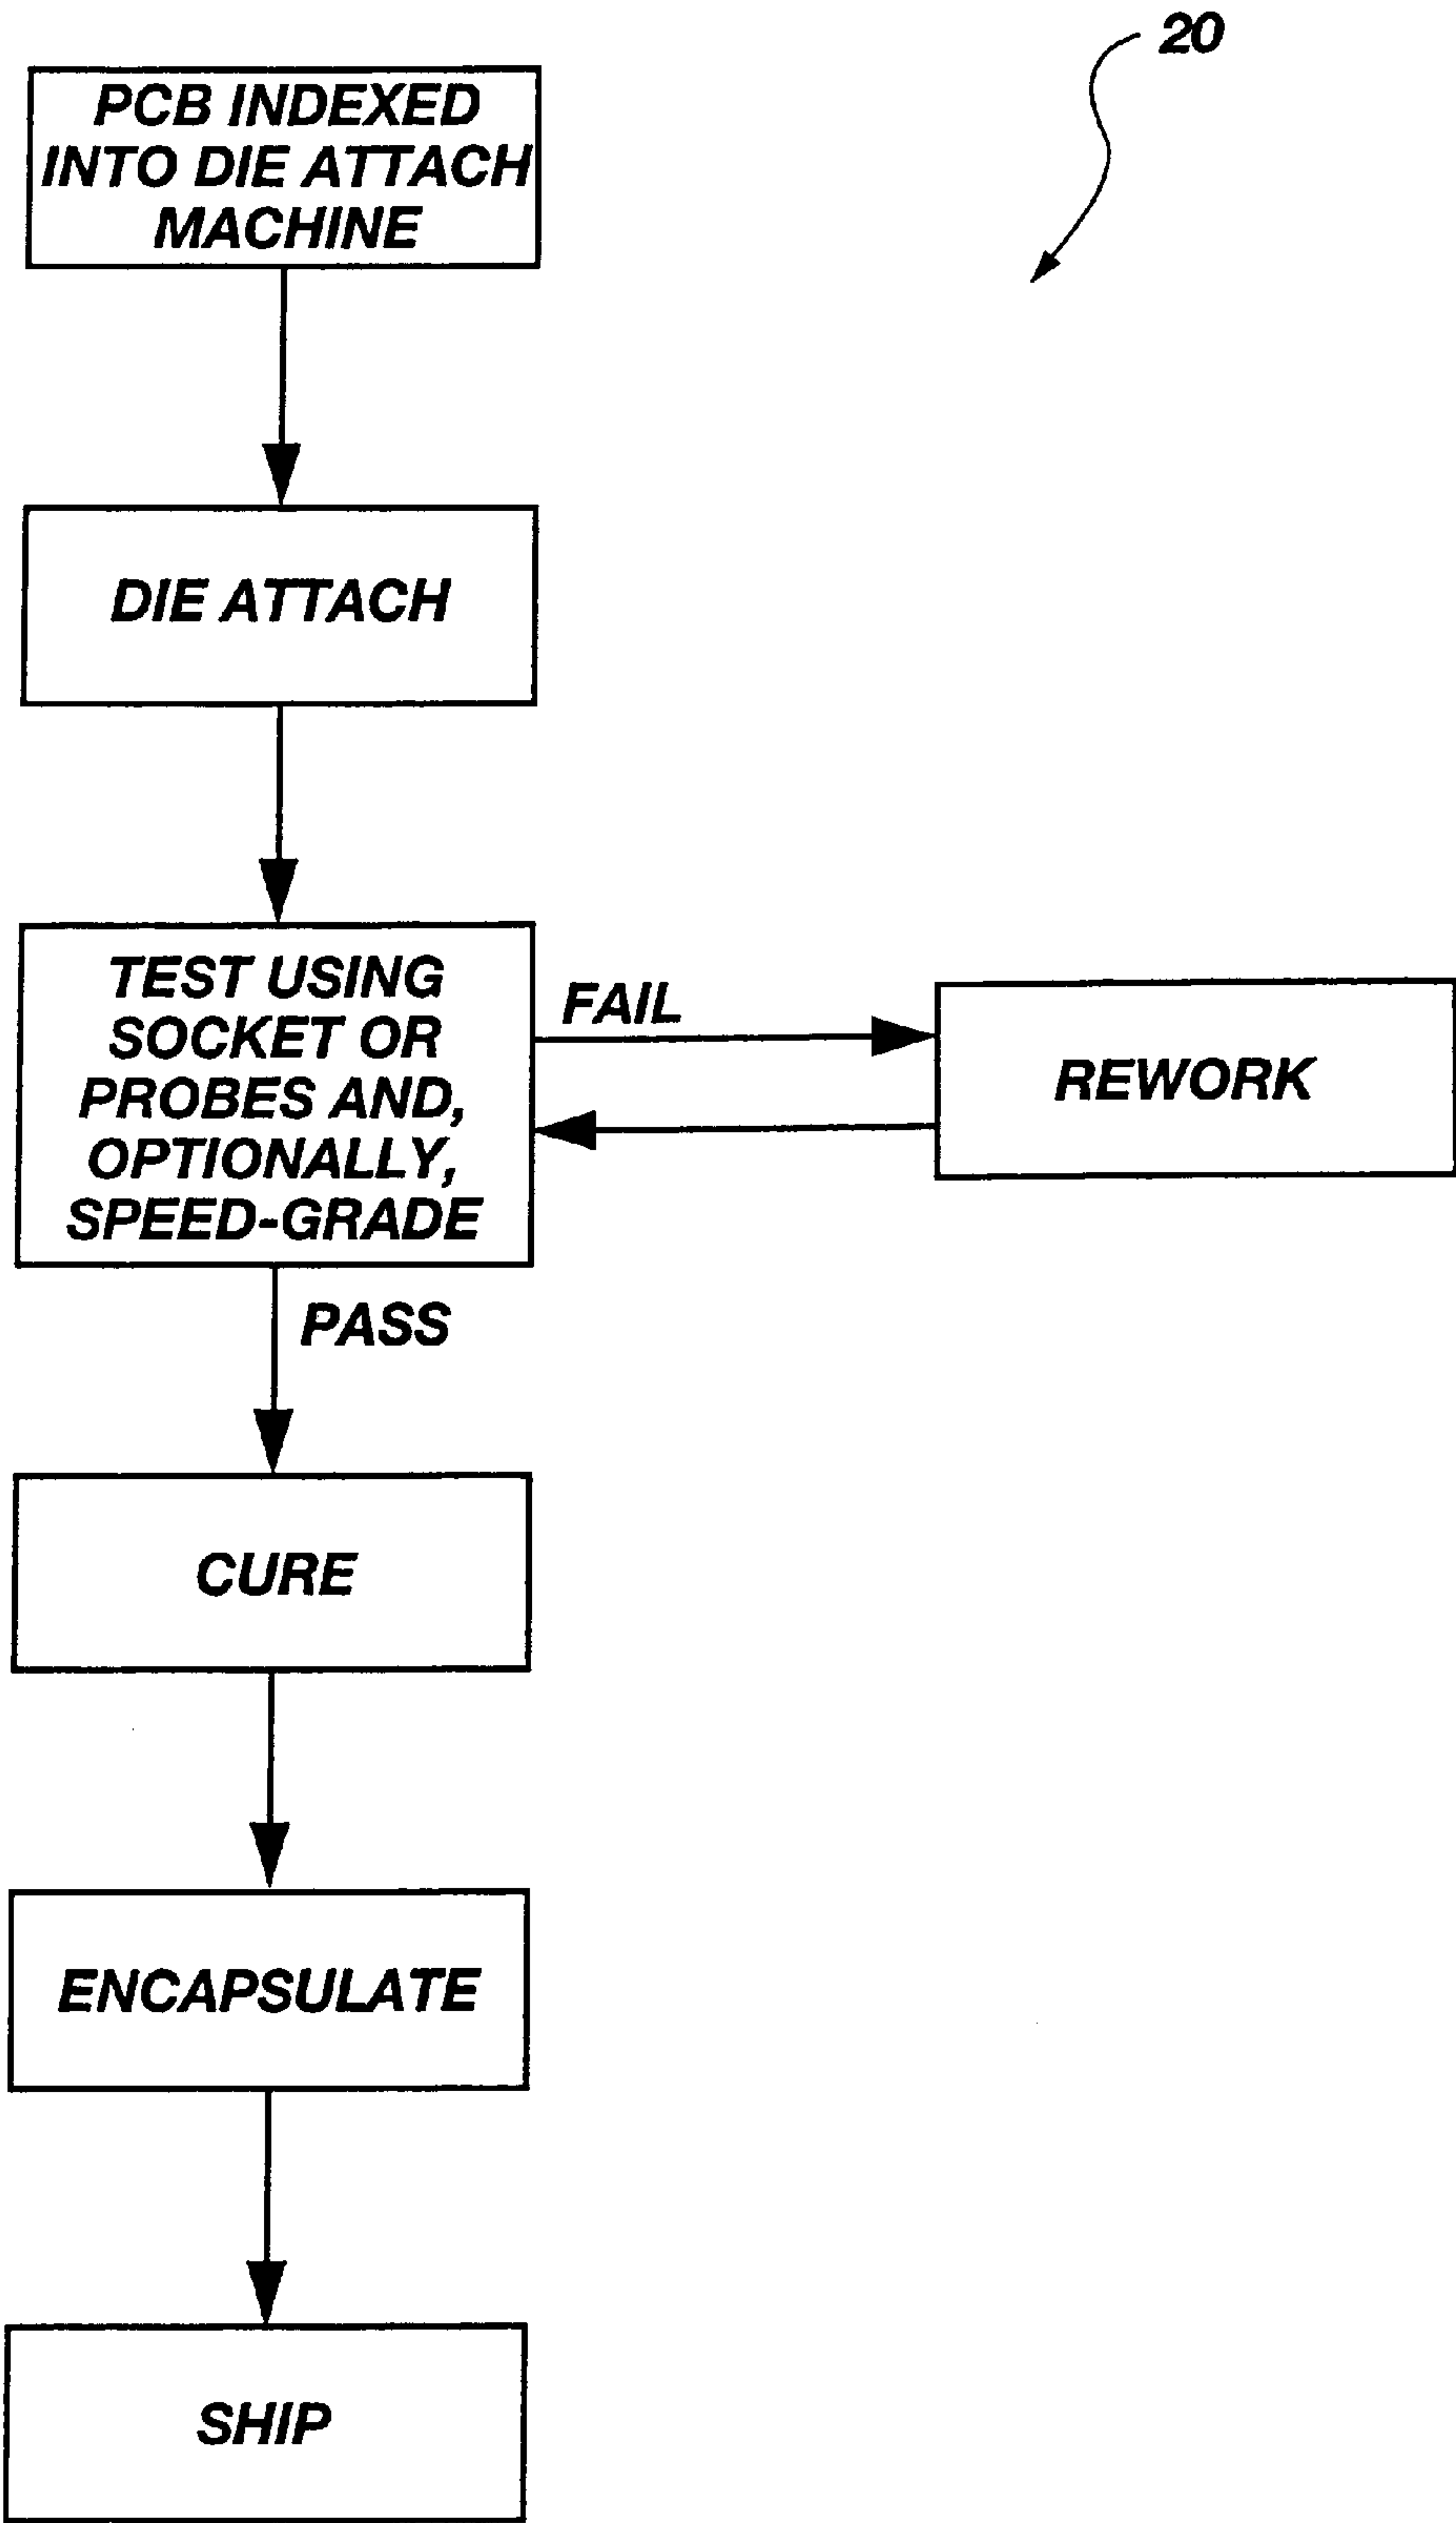 20
PCB INDEXED
INTO DIE ATTACH
MACHINE
DIE ATTACH
TEST USING
SOCKET OR
PROBES AND,
OPTIONALLY,
SPEED-GRADE
FAIL
REWORK
PASS
CURE
ENCAPSULATE
SHIP